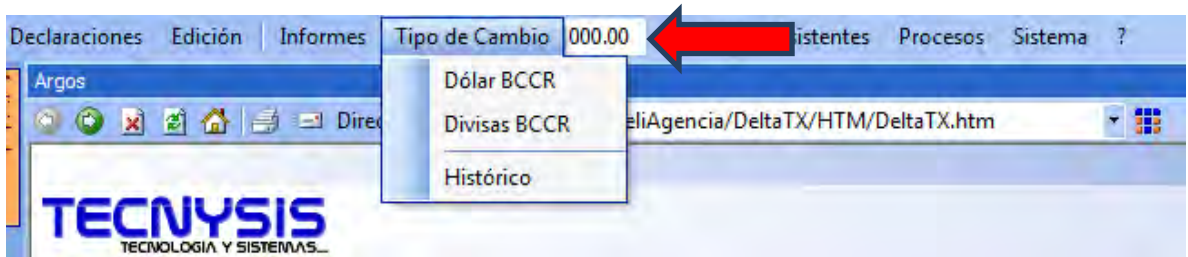 Declaraciones Edición Informes Tipo de Cambio 000.00 Procesos Sistema ?
Dólar BCCR
Argos
Divisas BCCR
eliAgencia/DeltaTX/HTM/DeltaTX.htm
Histórico
TECNYSIS
TECNOLOGIA Y SISTEMAS...